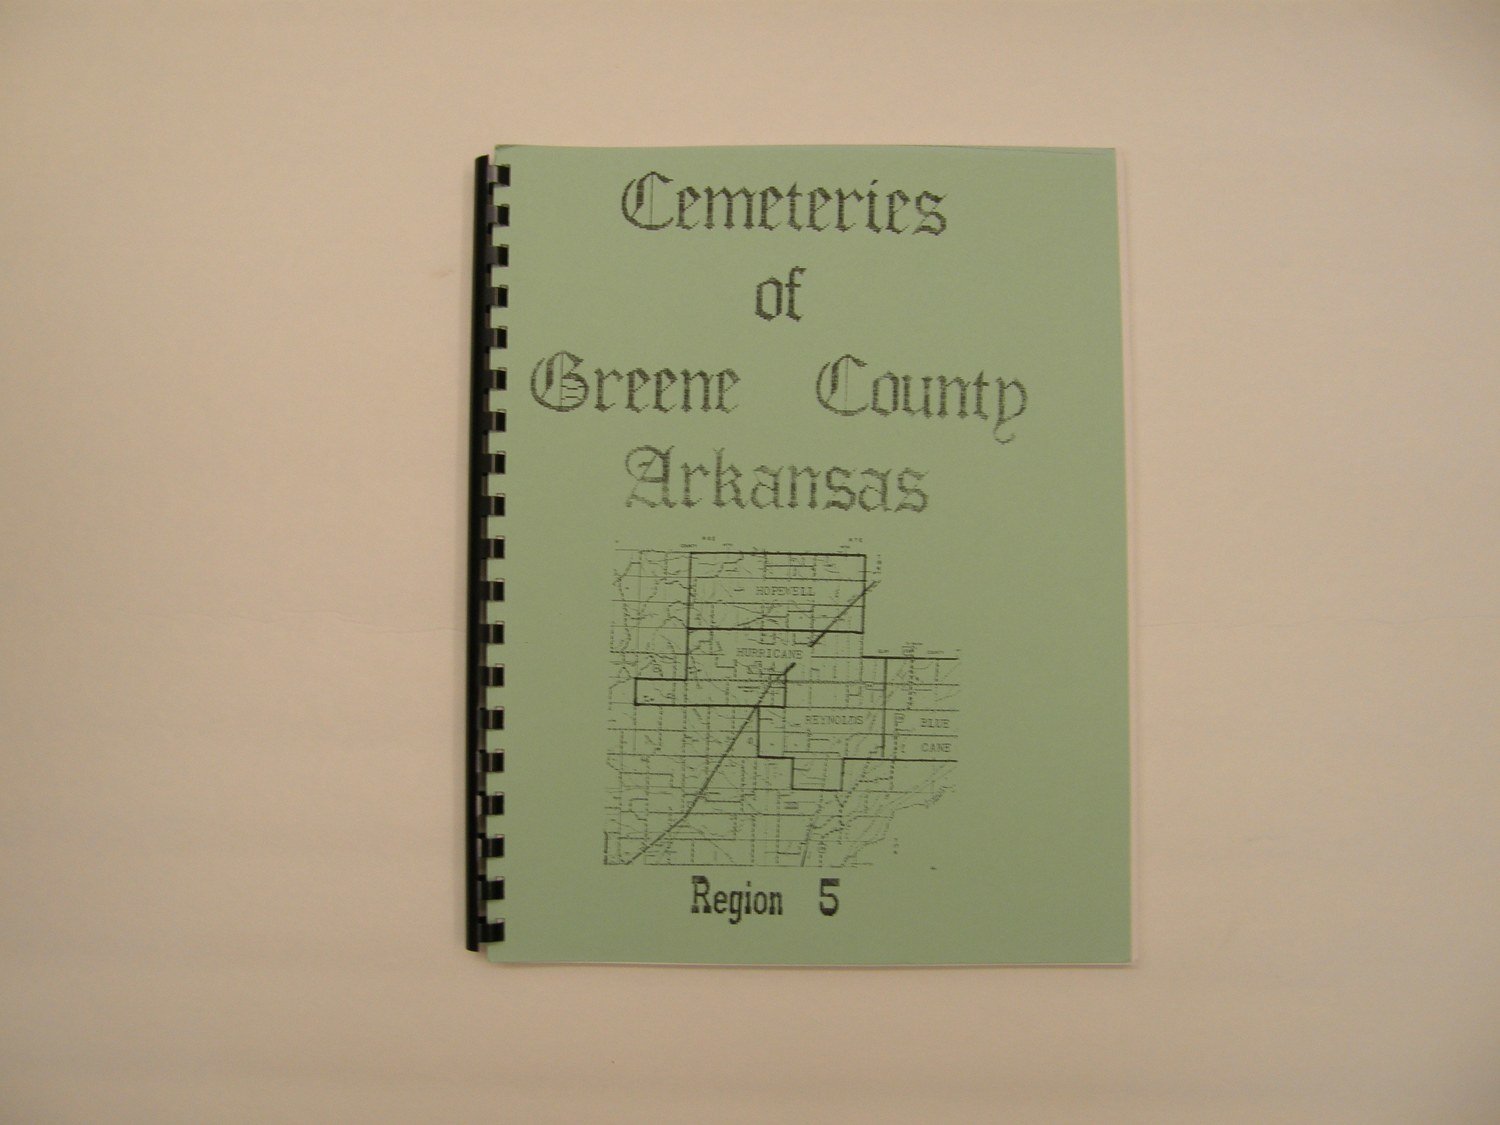 Cemeteries
of
Greene County
Arkansas
HOPEWELL
HURRICANE
REYNOLDS
BLUE
CANE
Region 5